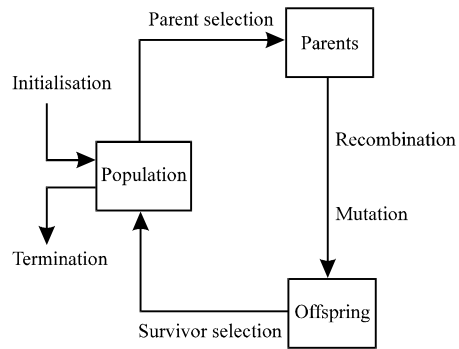 Parent selection
Parents
Initialisation
Recombination
Population
Mutation
Termination
Offspring
Survivor selection